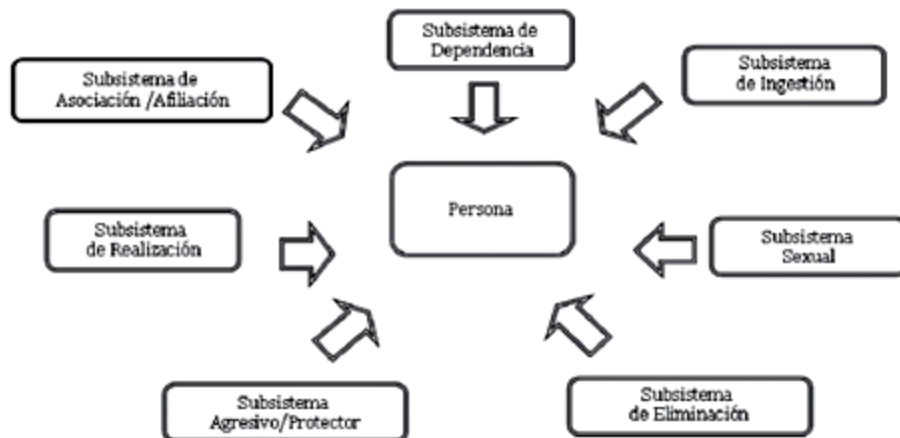 Subsistema de
Dependencia
Subsistema de
Asociación /Afiliación
Subsistema
de Ingestión
Persona
Subsistema
de Realización
Subsistema
Sexual
Subsistema
Agresivo/Protector
Subsistema
de Eliminación